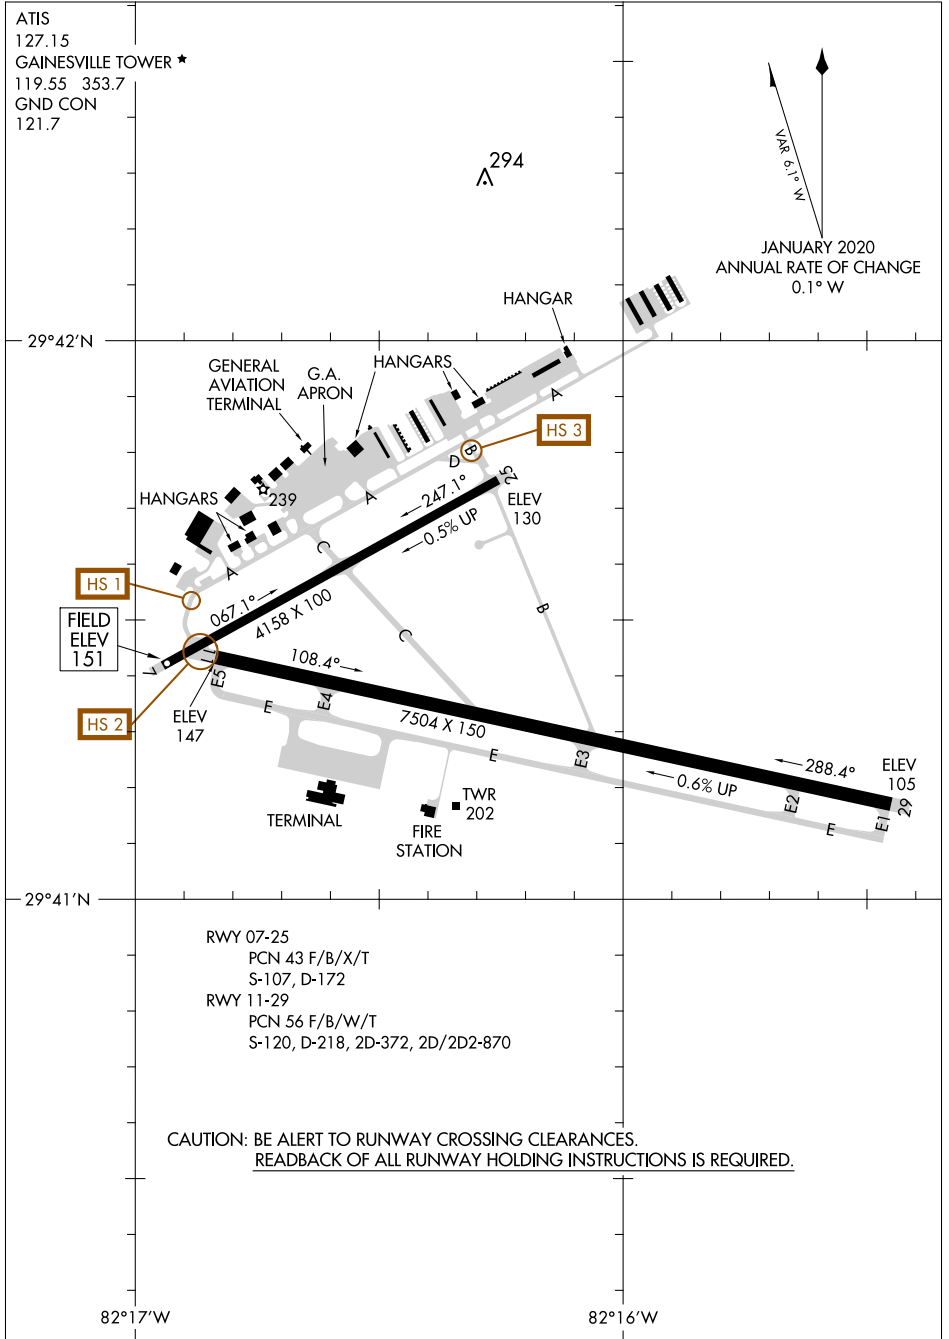 ATIS
127.15
GAINESVILLE TOWER ★
119.55 353.7
GND CON
121.7
294
VAR 6.1° W
JANUARY 2020
ANNUAL RATE OF CHANGE
0.1° W
HANGAR
29°42'N
GENERAL
AVIATION
TERMINAL
G.A.
APRON
HANGARS
A
HS 3
B
D
25
ELEV
130
HANGARS
239
A
247.1°
0.5% UP
C
A
HS 1
067.1°
4158 X 100
FIELD
ELEV
151
C
B
7
11
108.4°
E5
E4
E
HS 2
ELEV
147
7504 X 150
E
E3
0.6% UP
288.4°
ELEV
105
29
E2
E1
E
TERMINAL
TWR
202
FIRE
STATION
29°41'N
RWY 07-25
PCN 43 F/B/X/T
S-107, D-172
RWY 11-29
PCN 56 F/B/W/T
S-120, D-218, 2D-372, 2D/2D2-870
CAUTION: BE ALERT TO RUNWAY CROSSING CLEARANCES.
READBACK OF ALL RUNWAY HOLDING INSTRUCTIONS IS REQUIRED.
82°17'W
82°16'W